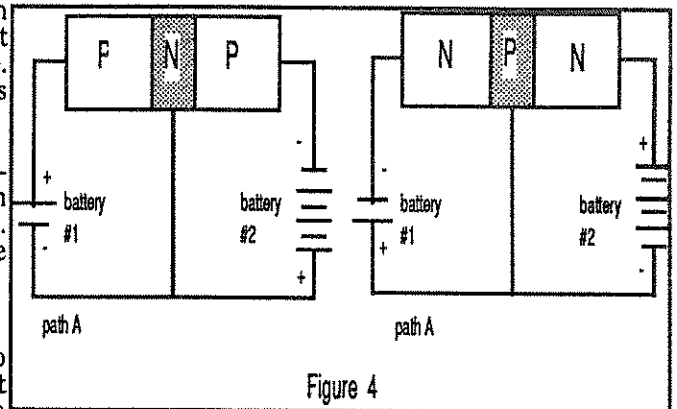 P N P
N P N
+
-
-
+
battery
#1
battery
#2
battery
#1
battery
#2
-
+
+
-
path A
path A
Figure 4